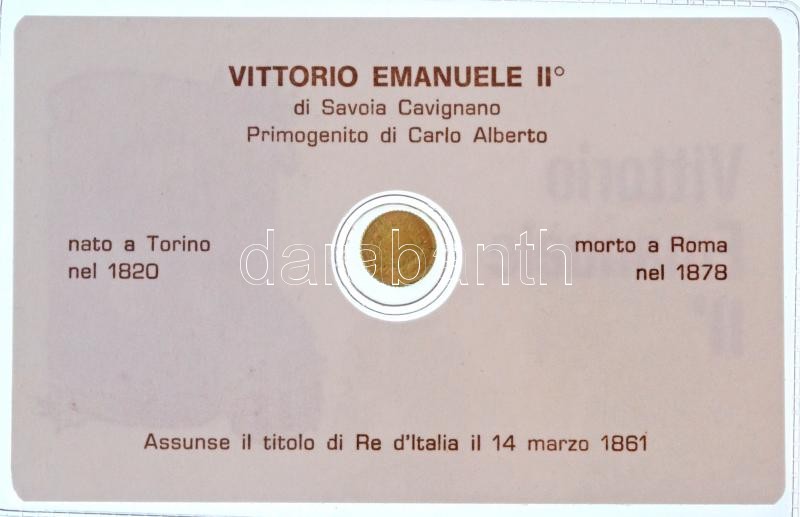 VITTORIO EMANUELE II°
di Savoia Cavignano
Primogenito di Carlo Alberto
nato a Torino
nel 1820
morto a Roma
nel 1878
darabanth
Assunse il titolo di Re d'Italia il 14 marzo 1861